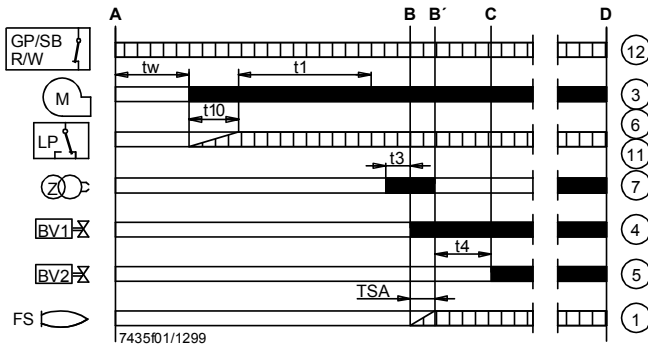 A B B´ C D
GP/SB
R/W
12
tw t1
M
3
t10
6
LP
11
t3
Z
7
BV1
4
t4
BV2
5
TSA
FS
1
7435f01/1299